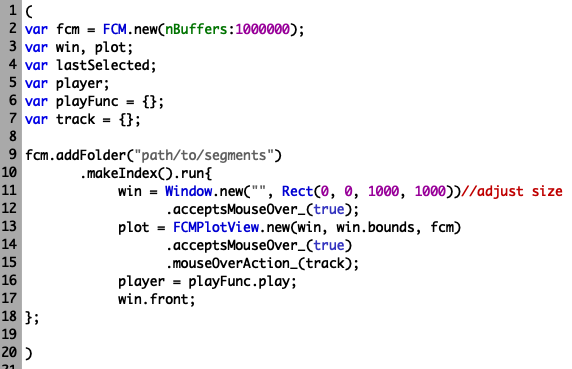 1 (
2 var fcm = FCM.new(nBuffers:1000000);
3 var win, plot;
4 var lastSelected;
5 var player;
6 var playFunc = {};
7 var track = {};
8
9 fcm.addFolder("path/to/segments")
10 .makeIndex().run{
11 win = Window.new("", Rect(0, 0, 1000, 1000))//adjust size
12 .acceptsMouseOver_(true);
13 plot = FCMPlotView.new(win, win.bounds, fcm)
14 .acceptsMouseOver_(true)
15 .mouseOverAction_(track);
16 player = playFunc.play;
17 win.front;
18 };
19
20 )